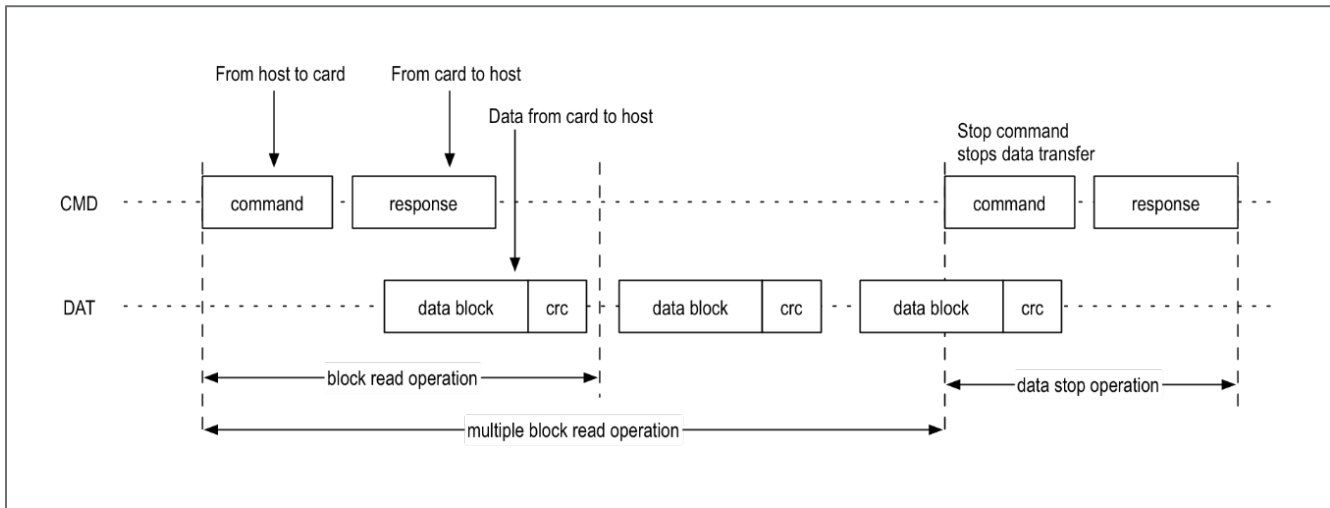 From host to card
From card to host
Data from card to host
Stop command
stops data transfer
CMD
command
response
command
response
DAT
data block
crc
data block
crc
data block
crc
block read operation
data stop operation
multiple block read operation